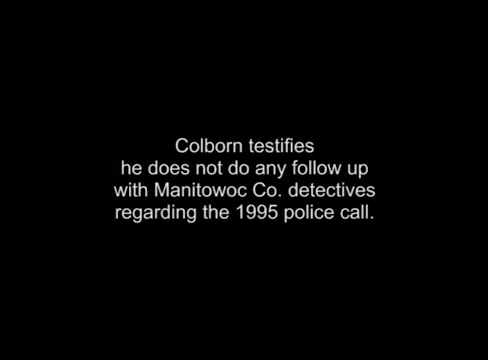 Colborn testifies
he does not do any follow up
with Manitowoc Co. detectives
regarding the 1995 police call.